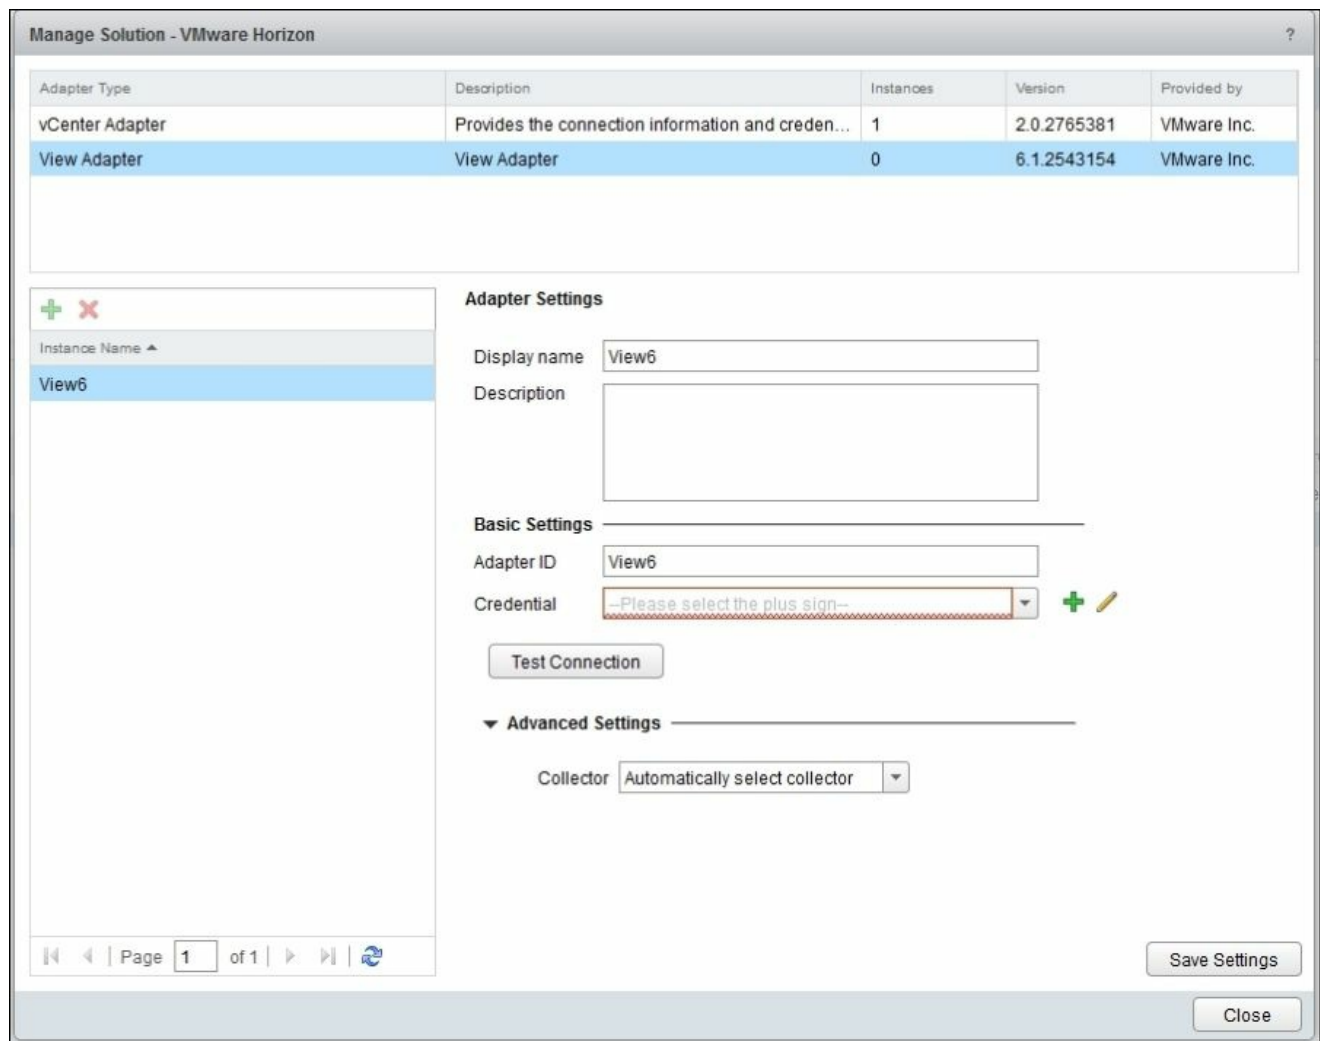 Manage Solution - VMware Horizon ?
Adapter Type Description Instances Version Provided by
vCenter Adapter Provides the connection information and creden... 1 2.0.2765381 VMware Inc.
View Adapter View Adapter 0 6.1.2543154 VMware Inc.
Adapter Settings
Instance Name
View6
Display name View6
Description
Basic Settings
Adapter ID View6
Credential --Please select the plus sign--
Test Connection
Advanced Settings
Collector Automatically select collector
Page 1 of 1
Save Settings
Close